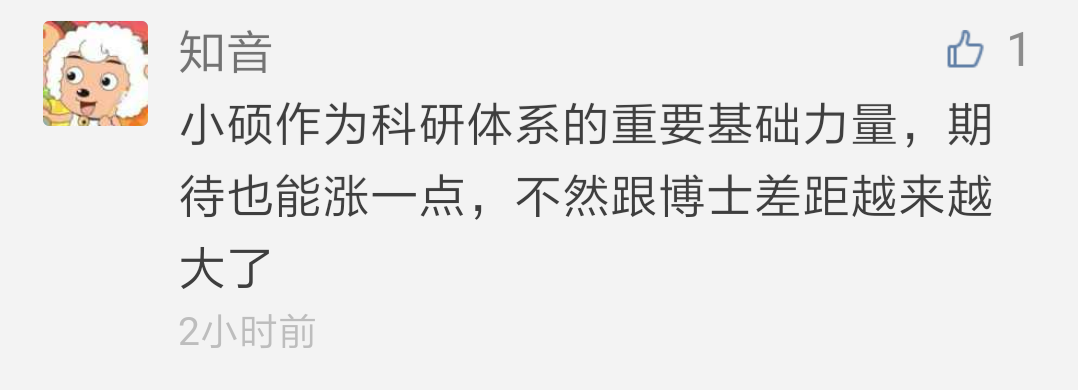 知音
1
小硕作为科研体系的重要基础力量，期
待也能涨一点，不然跟博士差距越来越
大了
2小时前